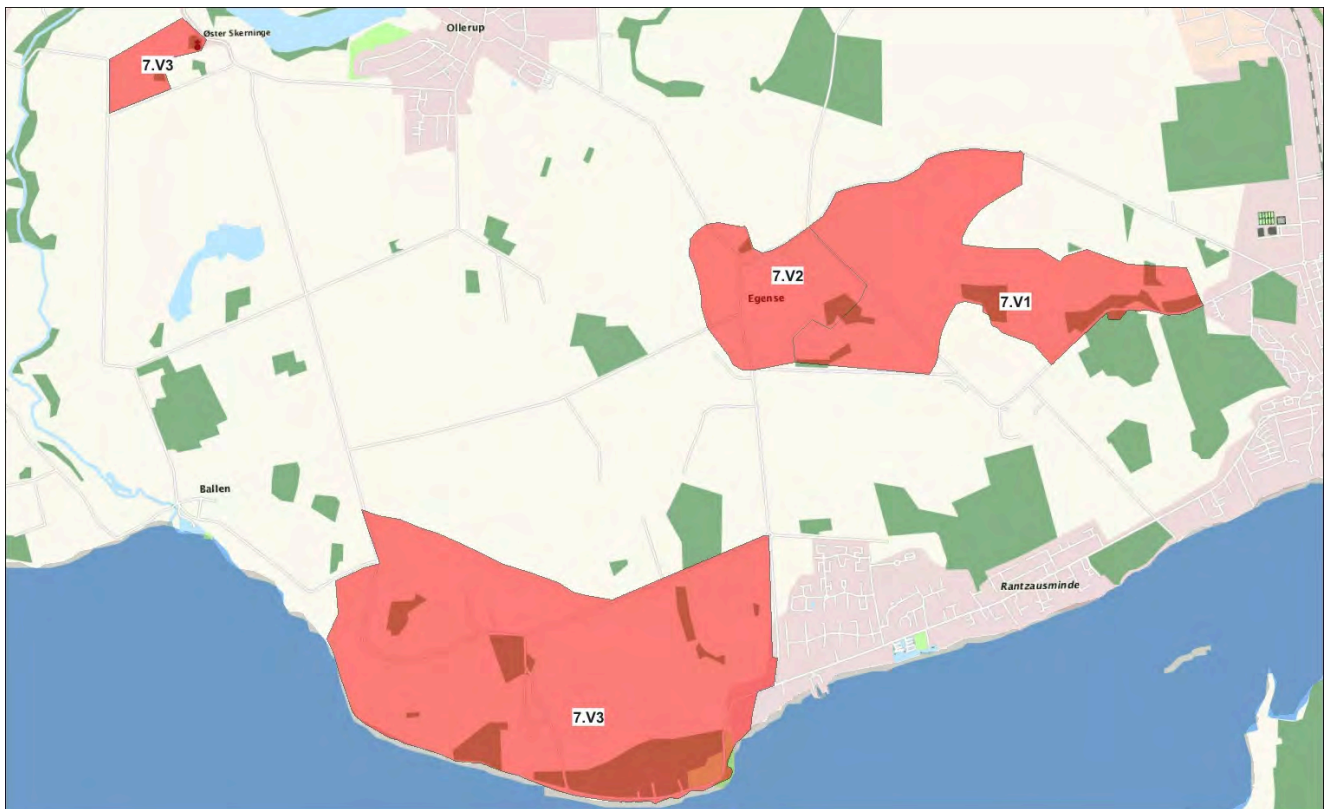 Ollerup
Øster Skerninge
7.V3
7.V2
Egense
7.V1
Ballen
Rantzausminde
7.V3